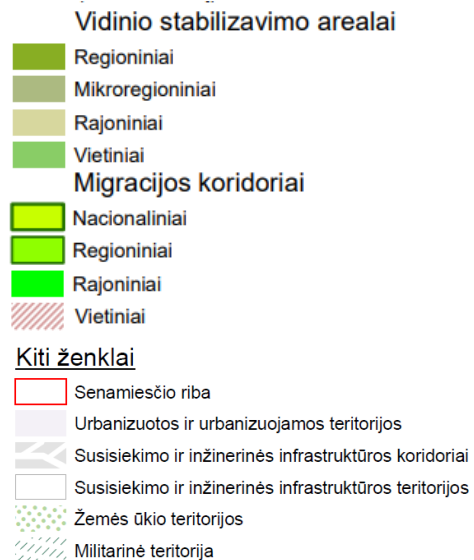 Vidinio stabilizavimo arealai
Regioniniai
Mikroregioniniai
Rajoniniai
Vietiniai
Migracijos koridoriai
Nacionaliniai
Regioniniai
Rajoniniai
Vietiniai
Kiti ženklai
Senamiesčio riba
Urbanizuotos ir urbanizuojamos teritorijos
Susisiekimo ir inžinerinės infrastruktūros koridoriai
Susisiekimo ir inžinerinės infrastruktūros teritorijos
Žemės ūkio teritorijos
Militarinė teritorija